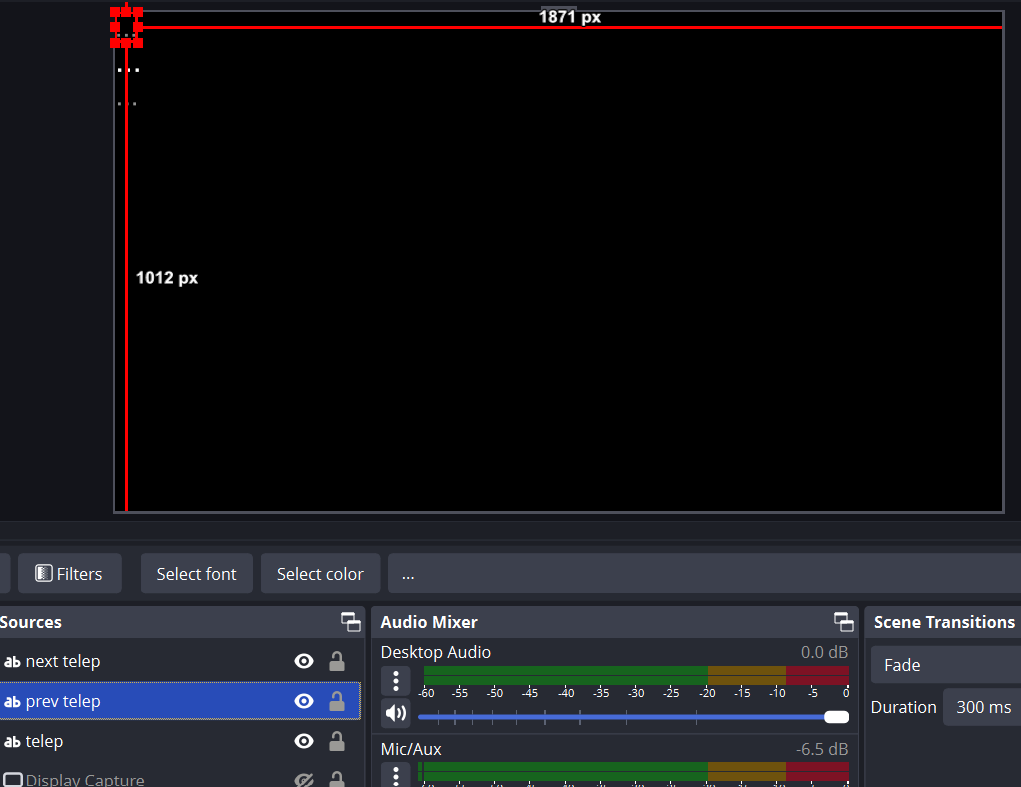 1871 px
...
...
...
1012 px
Filters
Select font
Select color
...
Sources
ab next telep
ab prev telep
ab telep
Display Capture
Audio Mixer
Desktop Audio
0.0 dB
-60 -55 -50 -45 -40 -35 -30 -25 -20 -15 -10 -5 0
Mic/Aux
-6.5 dB
Scene Transitions
Fade
Duration 300 ms